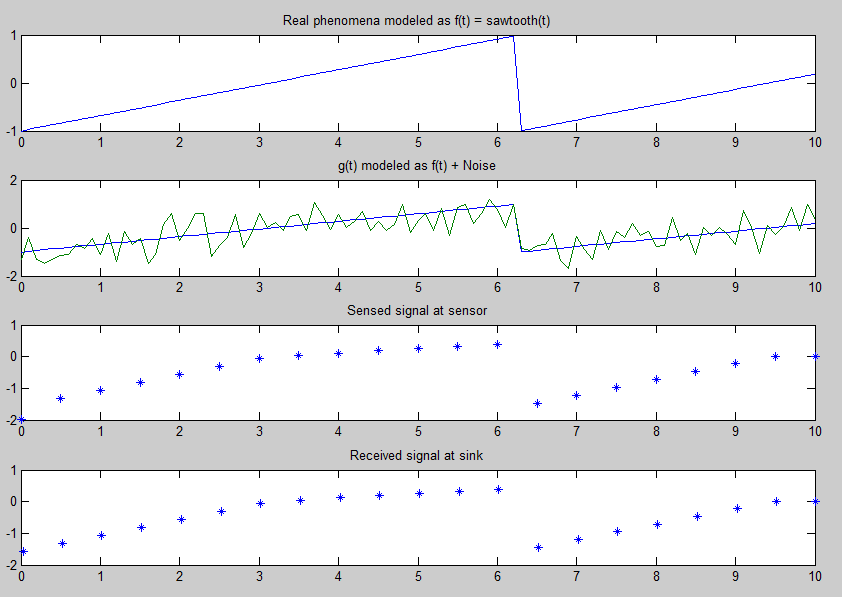 Real phenomena modeled as f(t) = sawtooth(t)
1
0
-1
0 1 2 3 4 5 6 7 8 9 10
g(t) modeled as f(t) + Noise
2
0
-2
0 1 2 3 4 5 6 7 8 9 10
Sensed signal at sensor
1
0
-1
-2
0 1 2 3 4 5 6 7 8 9 10
Received signal at sink
1
0
-1
-2
0 1 2 3 4 5 6 7 8 9 10